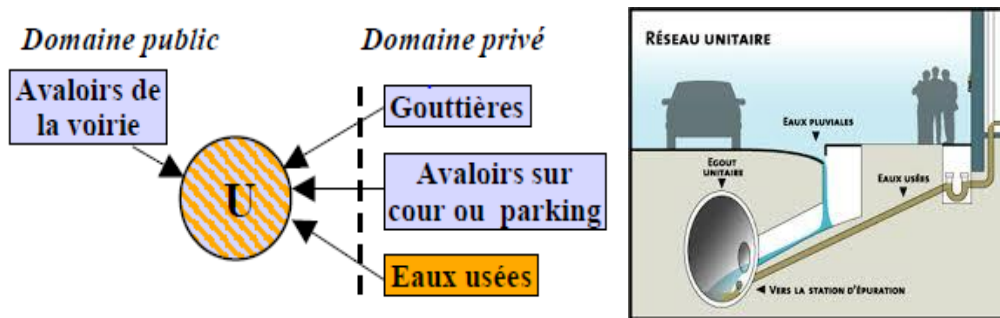 Domaine public
Domaine privé
Avaloirs de
la voirie
Gouttières
U
Avaloirs sur
cour ou parking
Eaux usées
RÉSEAU UNITAIRE
EAUX PLUVIALES
EGOUT
UNITAIRE
EAUX USÉES
VERS LA STATION D'ÉPURATION